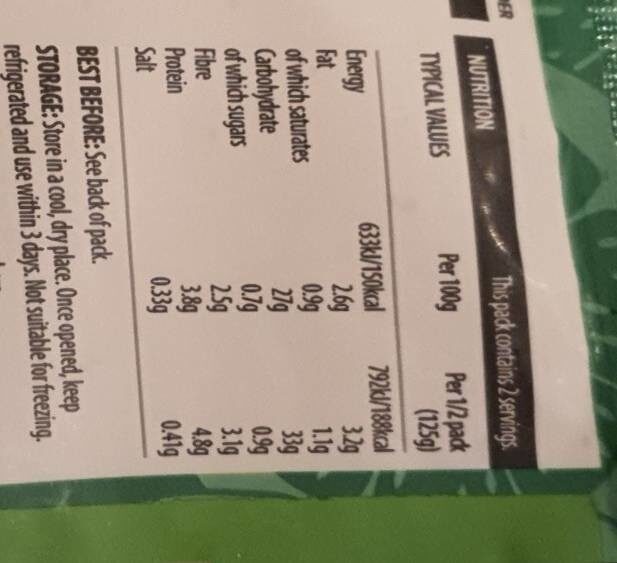 NUTRITION This pack contains 2 servings.
TYPICAL VALUES Per 100g Per 1/2 pack
(125g)
Energy 633kJ/150kcal 792kJ/188kcal
Fat 2.6g 3.2g
of which saturates 0.9g 1.1g
Carbohydrate 27g 33g
of which sugars 0.7g 0.9g
Fibre 2.5g 3.1g
Protein 3.8g 4.8g
Salt 0.33g 0.41g
BEST BEFORE: See back of pack.
STORAGE: Store in a cool, dry place. Once opened, keep
refrigerated and use within 3 days. Not suitable for freezing.